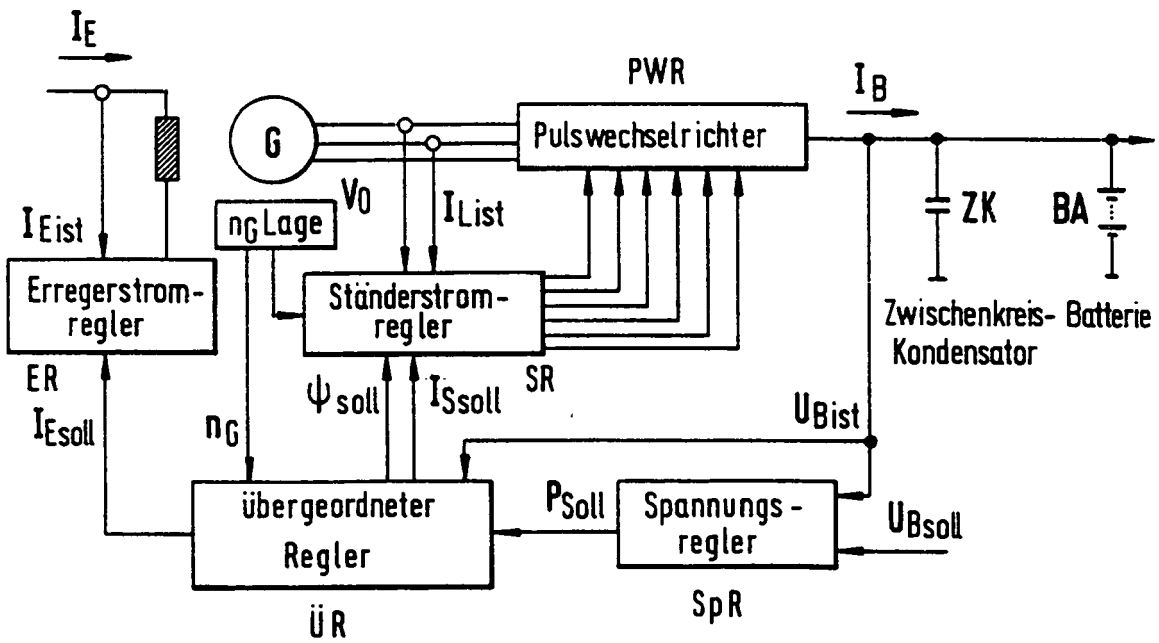 I_E
PWR
I_B
G
Pulswechselrichter
V_0
I_List
n_G Lage
ZK
BA
I_Eist
Erregerstrom-
regler
Ständerstrom-
regler
Zwischenkreis-
Kondensator
Batterie
ER
SR
I_Esoll
n_G
ψ_soll
I_Ssoll
U_Bist
übergeordneter
Regler
P_Soll
Spannungs-
regler
U_Bsoll
ÜR
SpR